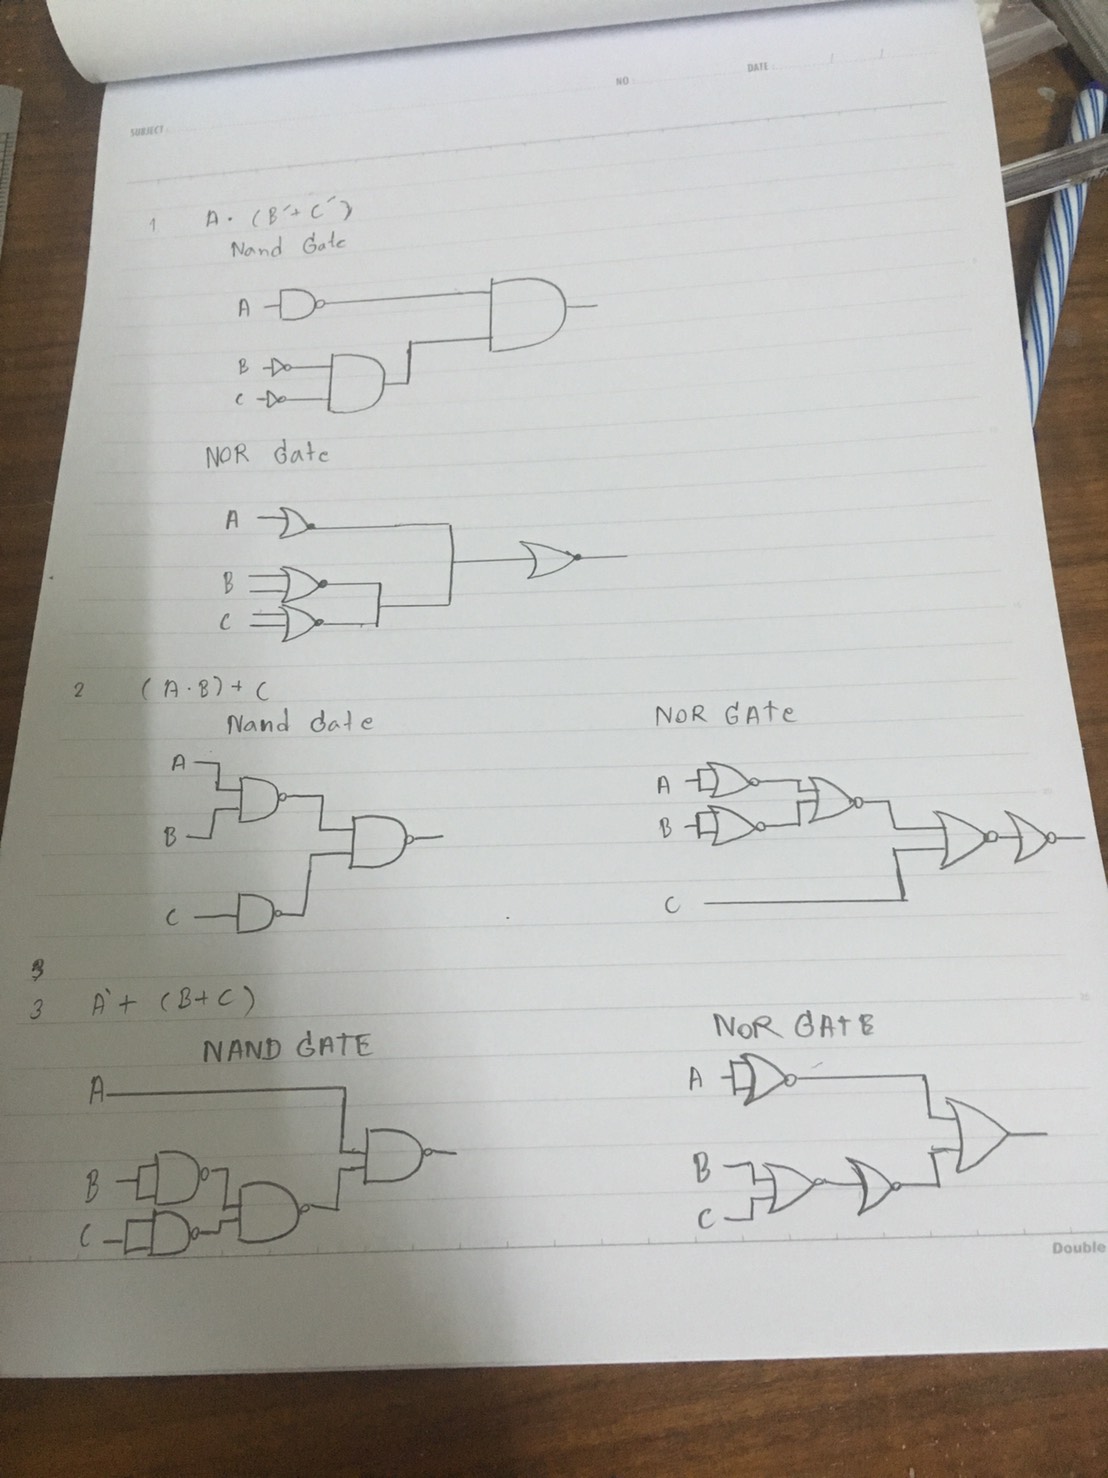 NO
DATE
SUBJECT
1 A · (B′ + C′)
Nand Gate
A
B
C
NOR Gate
A
B
C
2 (A · B) + C
Nand Gate
NOR GATe
A
B
C
A
B
C
3
3 A' + (B+C)
NAND GATE
NOR GATE
A
B
C
A
B
C
Double